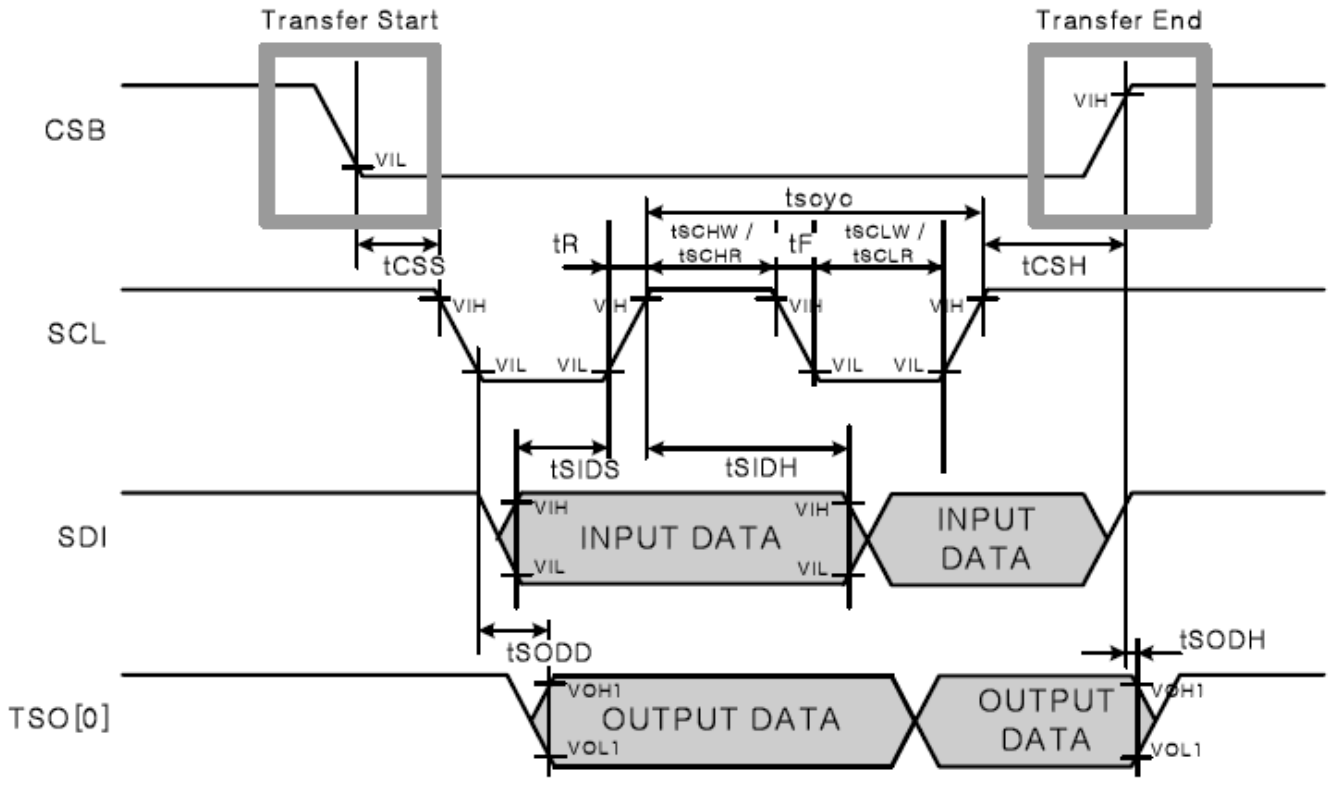 Transfer Start
Transfer End
CSB
VIL
VIH
tscyc
tCSS
tR
tSCHW /
tSCHR
tF
tSCLW /
tSCLR
tCSH
SCL
VIH
VIH
VIH
VIH
VIL
VIL
VIL
VIL
tSIDS
tSIDH
SDI
VIH
VIL
INPUT DATA
VIH
VIL
INPUT
DATA
tSODD
tSODH
TSO[0]
VOH1
VOL1
OUTPUT DATA
OUTPUT
DATA
VOH1
VOL1